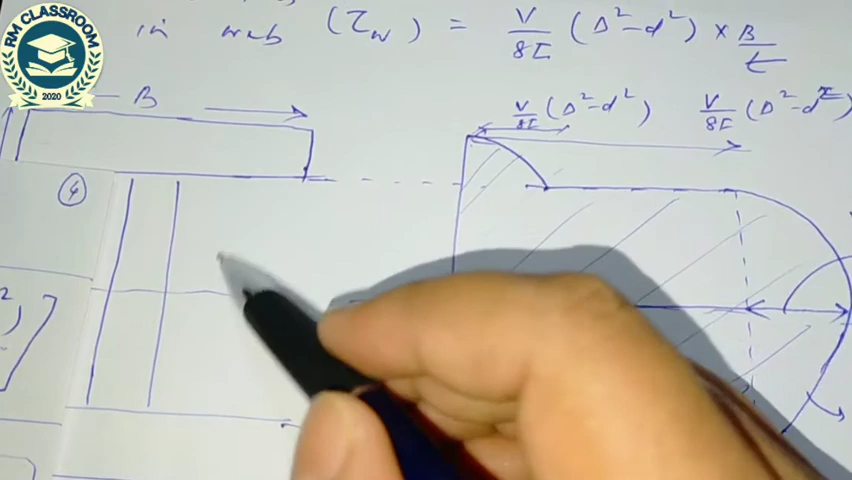 RM CLASSROOM
2020
in web (τw) = V/8I (D²-d²) × B/t
B
V/8I (D²-d²) V/8I (D²-d²
4